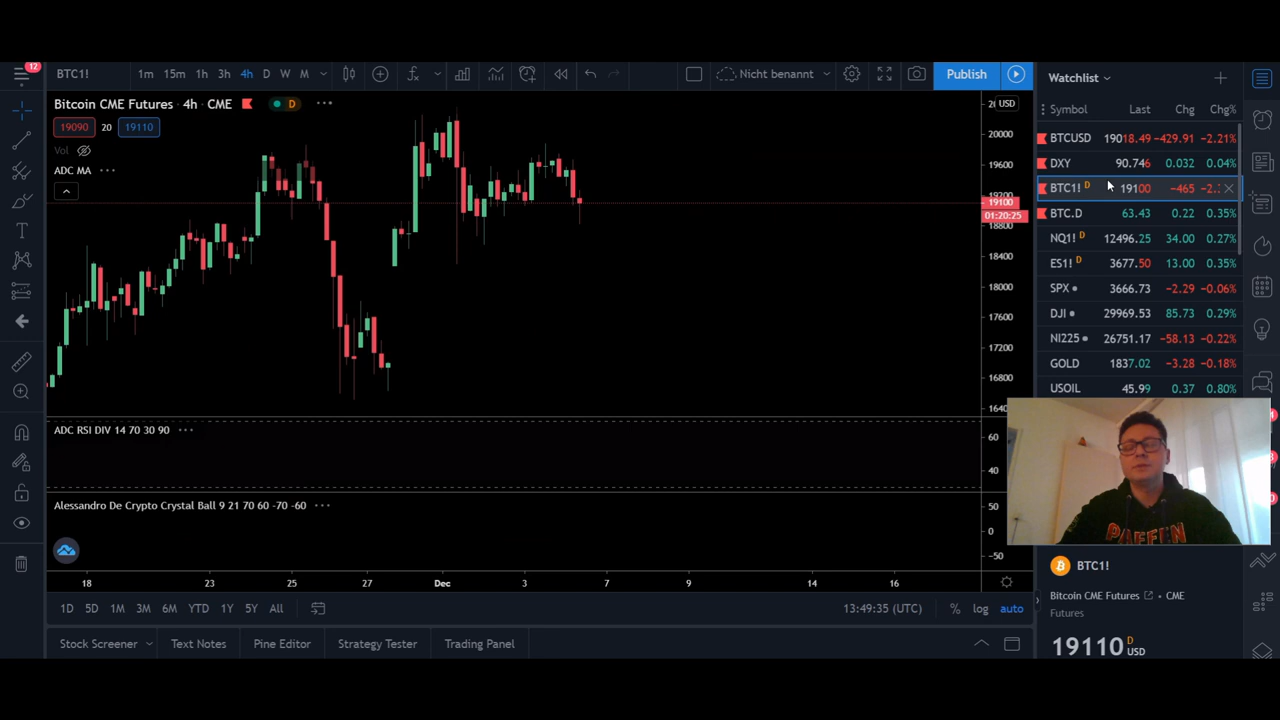 12
BTC1!
1m 15m 1h 3h 4h D W M
Nicht benannt
Publish
Watchlist
Bitcoin CME Futures · 4h · CME
D
USD
Symbol Last Chg Chg%
19090 20 19110
20000
BTCUSD 19018.49 −429.91 −2.21%
Vol
19600
DXY 90.746 0.032 0.04%
ADC MA
19200
BTC1! D 19100 −465
19100
01:20:25
BTC.D 63.43 0.22 0.35%
18800
NQ1! D 12496.25 34.00 0.27%
18400
ES1! D 3677.50 13.00 0.35%
18000
SPX 3666.73 −2.29 −0.06%
17600
DJI 29969.53 85.73 0.29%
17200
NI225 26751.17 −58.13 −0.22%
GOLD 1837.02 −3.28 −0.18%
16800
USOIL 45.99 0.37 0.80%
ADC RSI DIV 14 70 30 90
60
40
Alessandro De Crypto Crystal Ball 9 21 70 60 -70 -60
50
0
−50
PAFFEN
18 23 25 27 Dec 3 7 9 14 16
BTC1!
Bitcoin CME Futures · CME
Futures
1D 5D 1M 3M 6M YTD 1Y 5Y All
13:49:35 (UTC)
% log auto
Stock Screener Text Notes Pine Editor Strategy Tester Trading Panel
19110 D USD